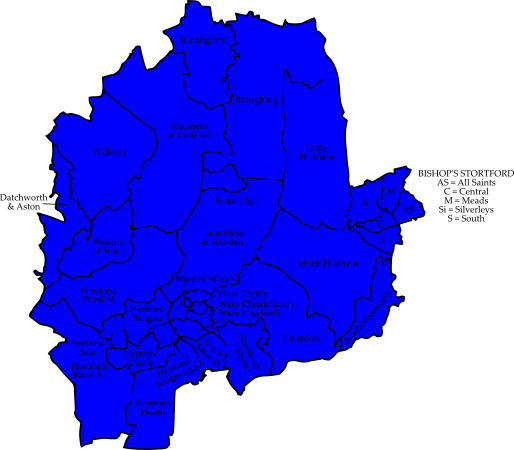 Buntingford
Braughing
Mundens
& Cottered
Little
Hadham
Walkern
BISHOP'S STORTFORD
AS = All Saints
C = Central
M = Meads
Si = Silverleys
S = South
M
Si
AS
C
S
Datchworth
& Aston
Puckeridge
Thundridge
& Standon
Watton-
at-Stone
Much Hadham
Ware St Mary's
Hertford
Rural N.
Ware Trinity
Ware Christchurch
Ware Chadwell
Hertford
Bengeo
Hunsdon
Sawbridgeworth
Hertford
Sele
Hertford
Castle
Great
Amwell
Stanstead
Abbots
Hertford
Rural S.
Hertford
Kingsmead
Hertford
Heath